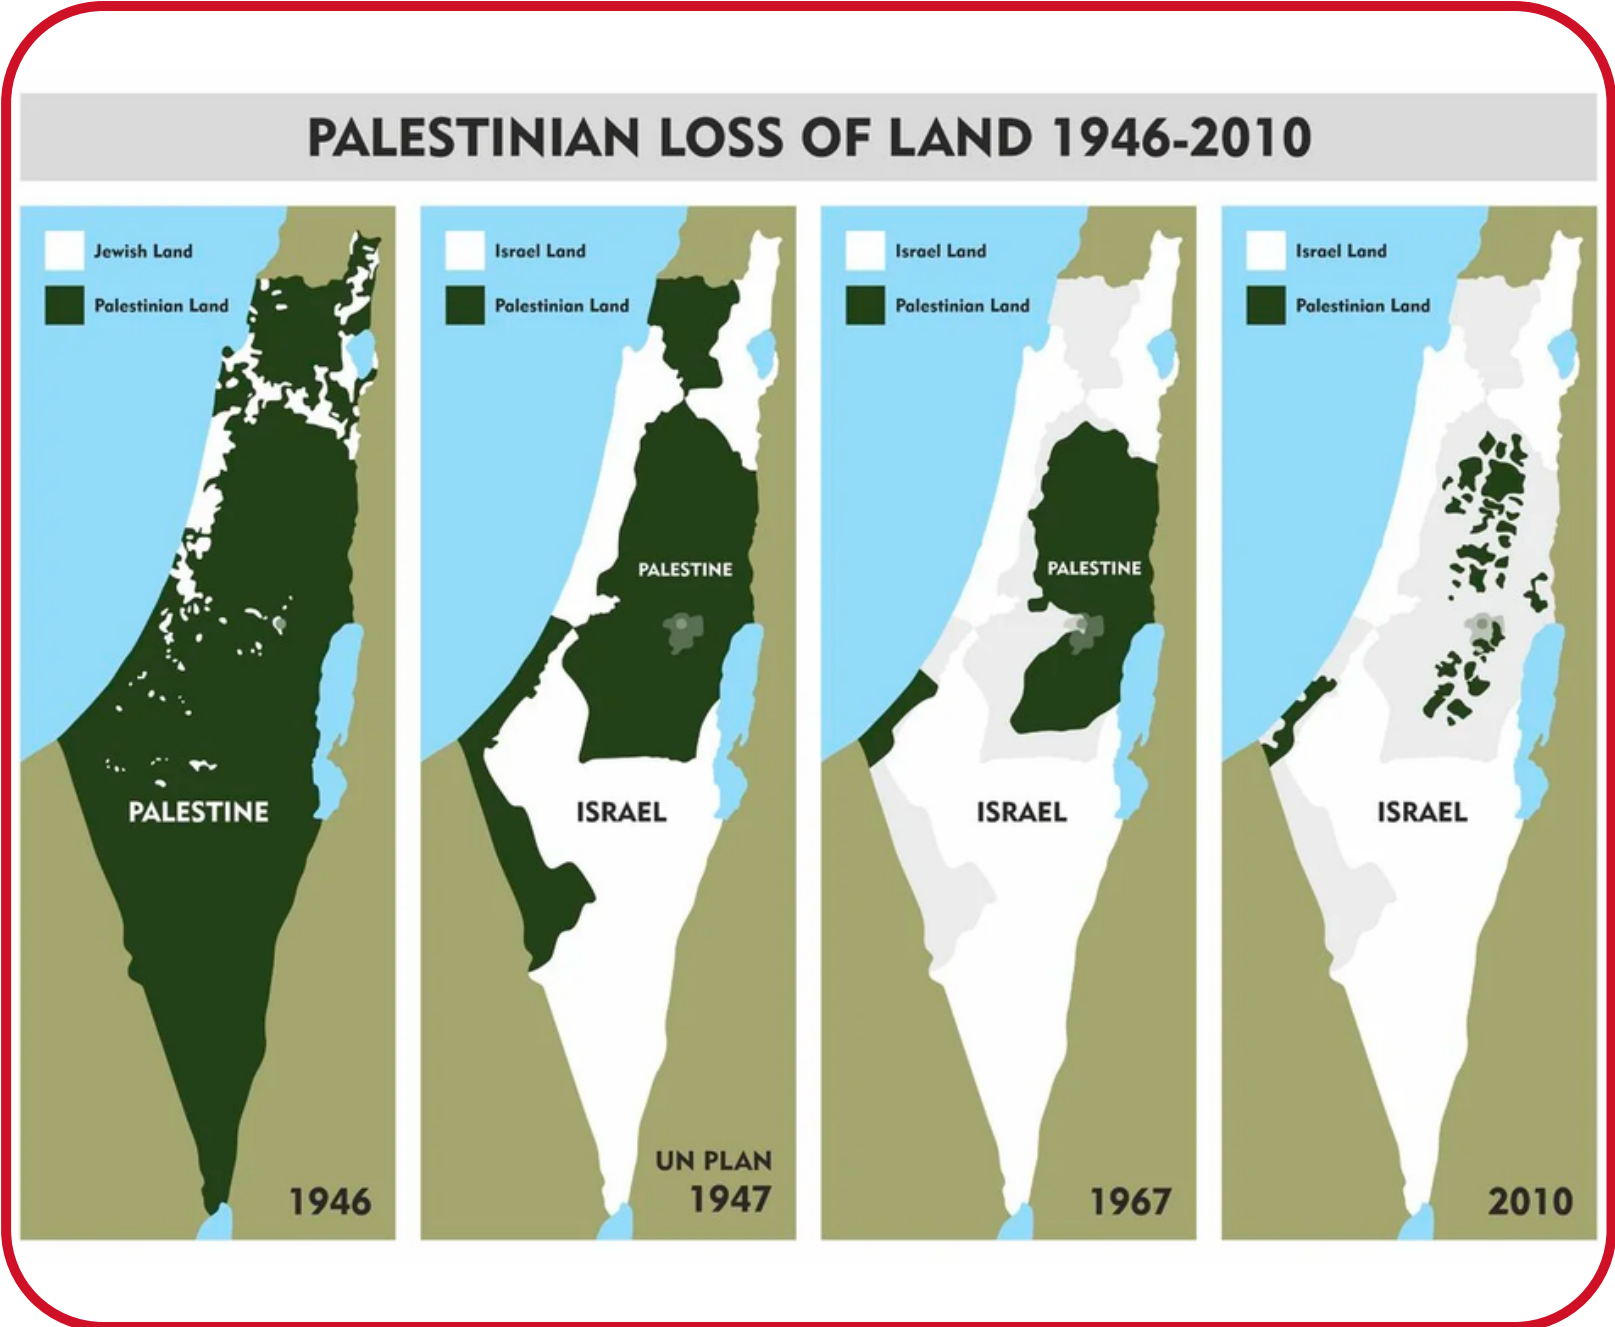 PALESTINIAN LOSS OF LAND 1946-2010
Jewish Land
Palestinian Land
PALESTINE
1946
Israel Land
Palestinian Land
PALESTINE
ISRAEL
UN PLAN
1947
Israel Land
Palestinian Land
PALESTINE
ISRAEL
1967
Israel Land
Palestinian Land
ISRAEL
2010